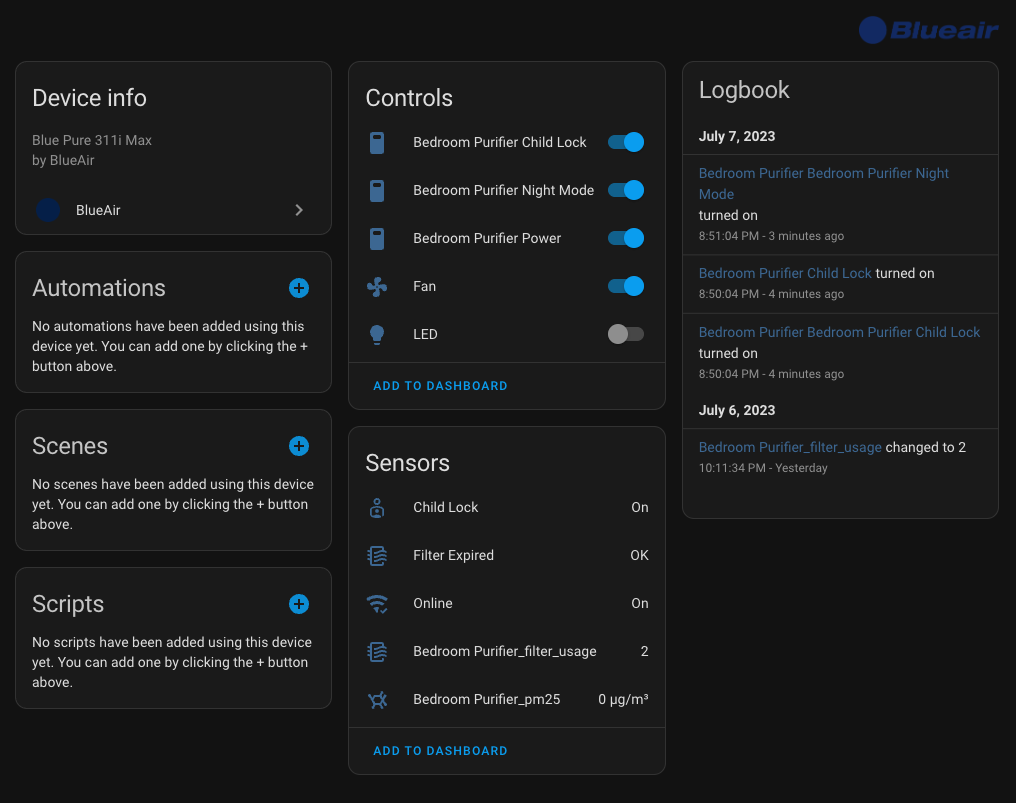 Blueair
Device info
Blue Pure 311i Max
by BlueAir
BlueAir
Automations
No automations have been added using this
device yet. You can add one by clicking the +
button above.
Scenes
No scenes have been added using this device
yet. You can add one by clicking the + button
above.
Scripts
No scripts have been added using this device
yet. You can add one by clicking the + button
above.
Controls
Bedroom Purifier Child Lock
Bedroom Purifier Night Mode
Bedroom Purifier Power
Fan
LED
ADD TO DASHBOARD
Sensors
Child Lock On
Filter Expired OK
Online On
Bedroom Purifier_filter_usage 2
Bedroom Purifier_pm25 0 µg/m³
ADD TO DASHBOARD
Logbook
July 7, 2023
Bedroom Purifier Bedroom Purifier Night
Mode
turned on
8:51:04 PM - 3 minutes ago
Bedroom Purifier Child Lock turned on
8:50:04 PM - 4 minutes ago
Bedroom Purifier Bedroom Purifier Child Lock
turned on
8:50:04 PM - 4 minutes ago
July 6, 2023
Bedroom Purifier_filter_usage changed to 2
10:11:34 PM - Yesterday